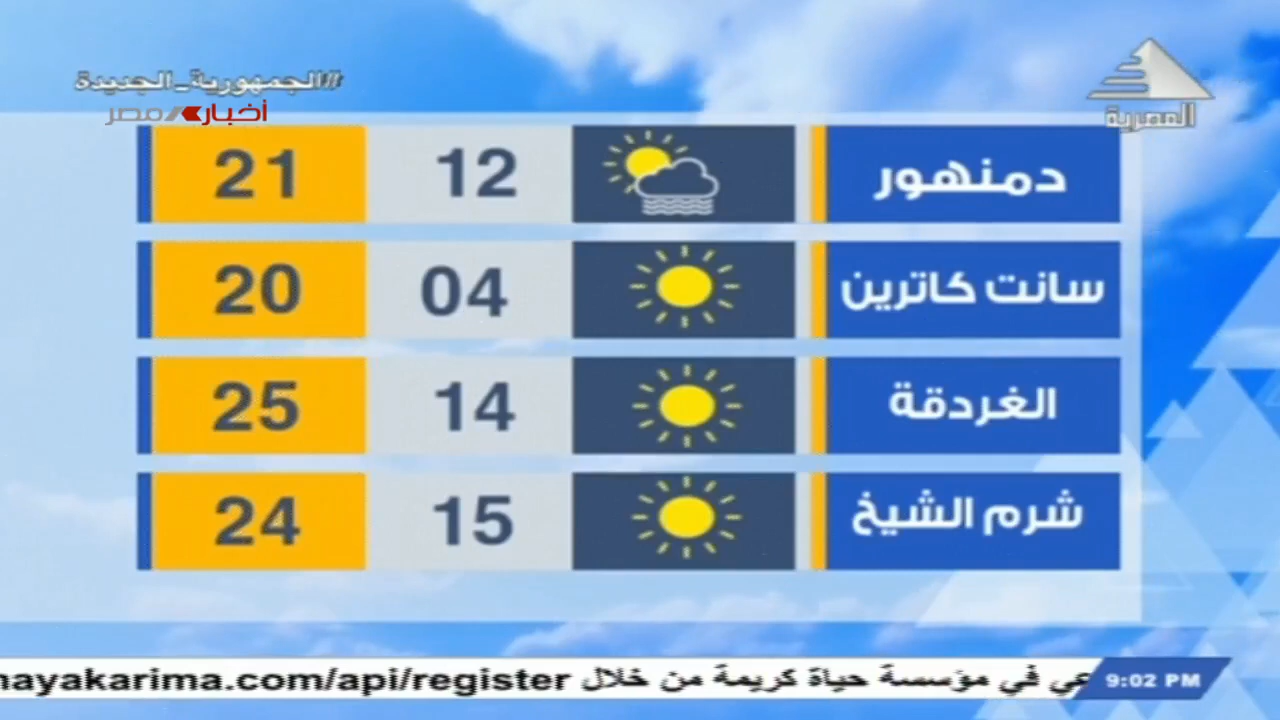 #الجمهورية_الجديدة
أخبار مصر
المصرية
دمنهور 12 21
سانت كاترين 04 20
الغردقة 14 25
شرم الشيخ 15 24
في مؤسسة حياة كريمة من خلال hayakarima.com/api/register
9:02 PM